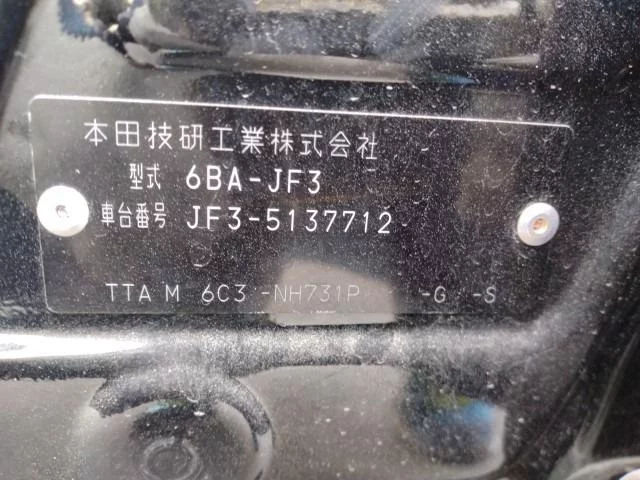 本田技研工業株式会社
型式 6BA-JF3
車台番号 JF3-5137712
TTA M 6C3 -NH731P -G -S